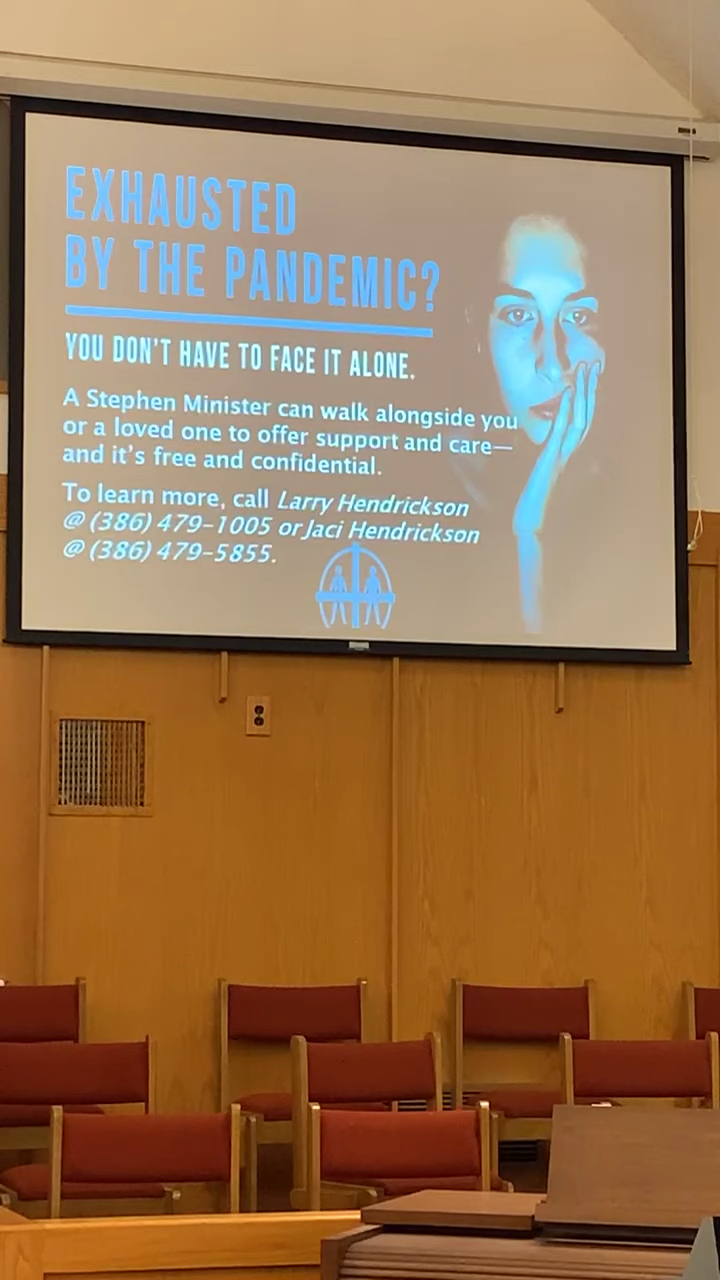 EXHAUSTED
BY THE PANDEMIC?
YOU DON'T HAVE TO FACE IT ALONE.
A Stephen Minister can walk alongside you
or a loved one to offer support and care—
and it's free and confidential.
To learn more, call Larry Hendrickson
@ (386) 479-1005 or Jaci Hendrickson
@ (386) 479-5855.